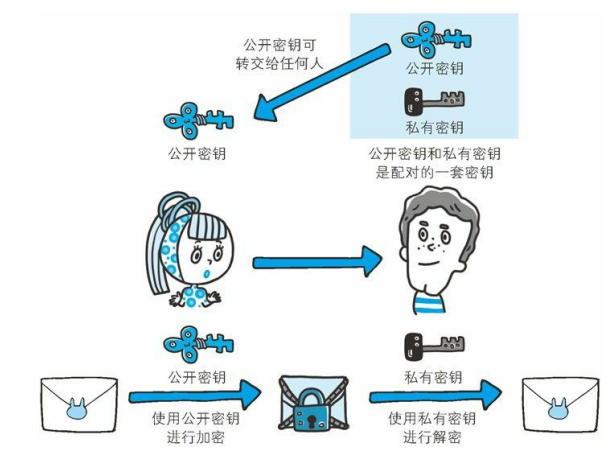 公开密钥可
转交给任何人
公开密钥
私有密钥
公开密钥
公开密钥和私有密钥
是配对的一套密钥
公开密钥
私有密钥
使用公开密钥
进行加密
使用私有密钥
进行解密